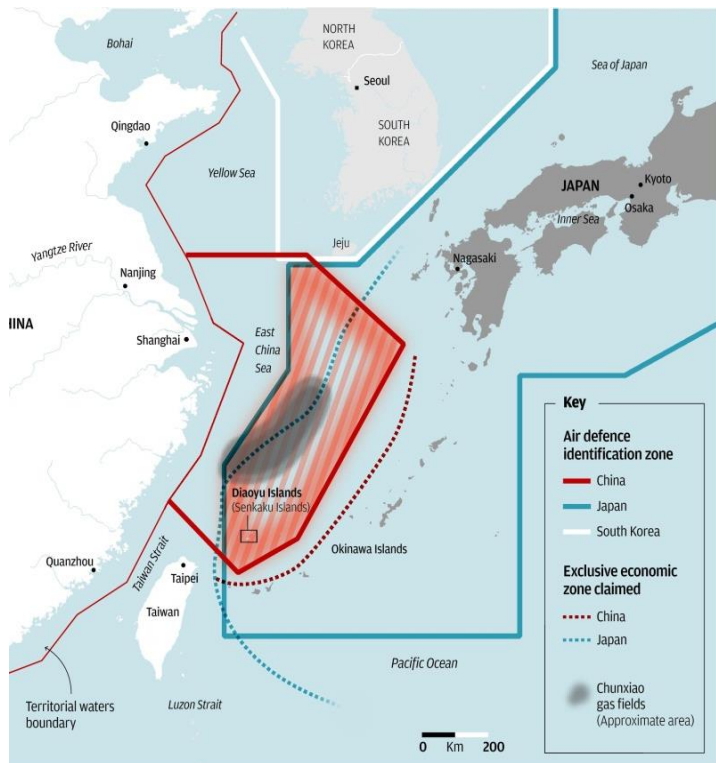 Bohai
NORTH
KOREA
Seoul
Sea of Japan
Qingdao
SOUTH
KOREA
Yellow Sea
JAPAN
Kyoto
Osaka
Inner Sea
Jeju
Yangtze River
Nagasaki
Nanjing
HINA
Shanghai
East
China
Sea
Key
Air defence
identification zone
China
Japan
South Korea
Diaoyu Islands
(Senkaku Islands)
Okinawa Islands
Quanzhou
Taiwan Strait
Taipei
Taiwan
Exclusive economic
zone claimed
China
Japan
Pacific Ocean
Territorial waters
boundary
Luzon Strait
Chunxiao
gas fields
(Approximate area)
0 Km 200